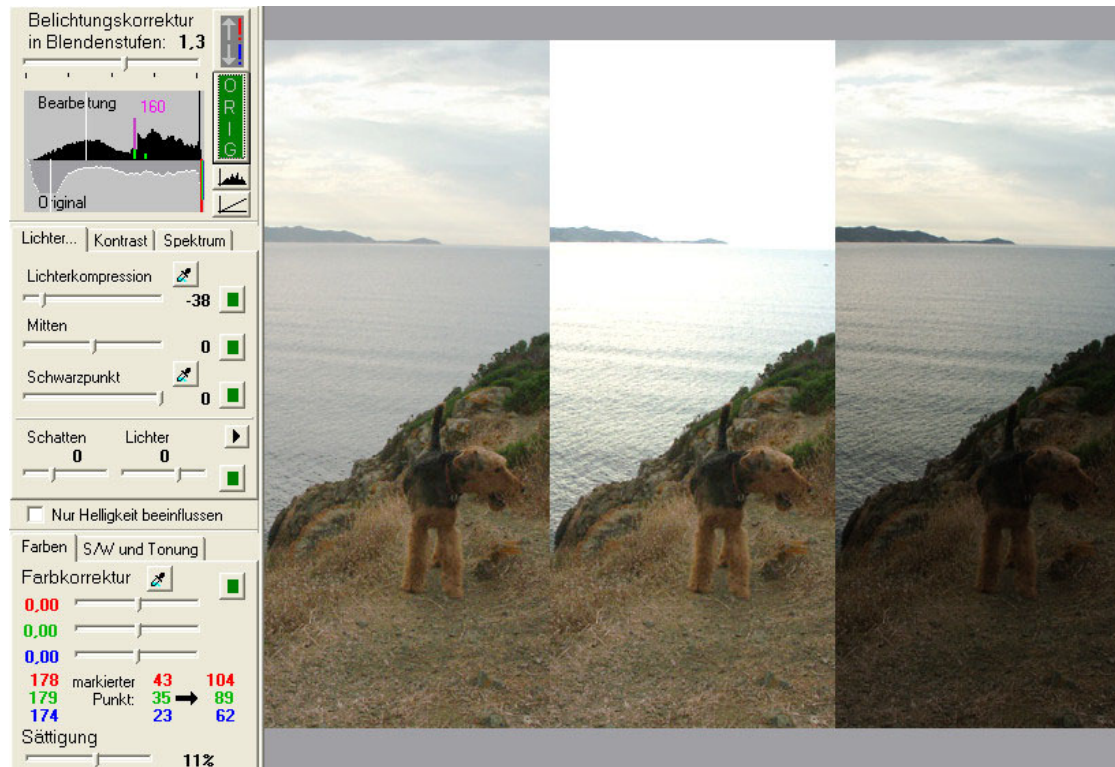 Belichtungskorrektur
in Blendenstufen: 1,3
ORIG
Bearbeitung 160
Original
Lichter... Kontrast Spektrum
Lichterkompression
-38
Mitten
0
Schwarzpunkt
0
Schatten Lichter
0 0
Nur Helligkeit beeinflussen
Farben S/W und Tonung
Farbkorrektur
0,00
0,00
0,00
178 markierter 43 104
179 Punkt: 35 89
174 23 62
Sättigung
11%